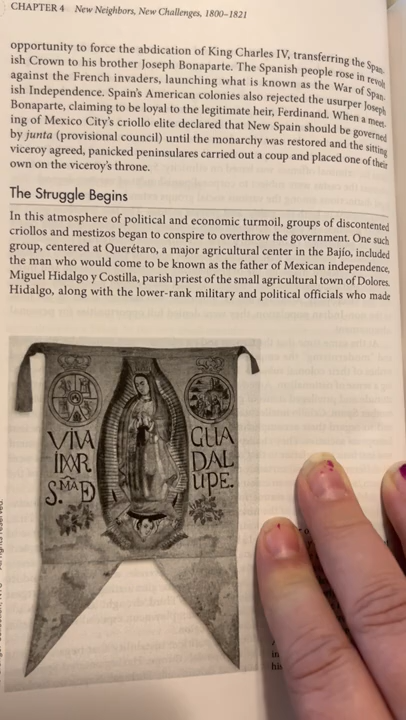 CHAPTER 4 New Neighbors, New Challenges, 1800–1821
opportunity to force the abdication of King Charles IV, transferring the Span-
ish Crown to his brother Joseph Bonaparte. The Spanish people rose in revolt
against the French invaders, launching what is known as the War of Span-
ish Independence. Spain's American colonies also rejected the usurper Joseph
Bonaparte, claiming to be loyal to the legitimate heir, Ferdinand. When a meet-
ing of Mexico City's criollo elite declared that New Spain should be governed
by junta (provisional council) until the monarchy was restored and the sitting
viceroy agreed, panicked peninsulares carried out a coup and placed one of their
own on the viceroy's throne.
The Struggle Begins
In this atmosphere of political and economic turmoil, groups of discontented
criollos and mestizos began to conspire to overthrow the government. One such
group, centered at Querétaro, a major agricultural center in the Bajío, included
the man who would come to be known as the father of Mexican independence,
Miguel Hidalgo y Costilla, parish priest of the small agricultural town of Dolores.
Hidalgo, along with the lower-rank military and political officials who made
VIVA
S.MA
GUA
DAL
UPE.
in